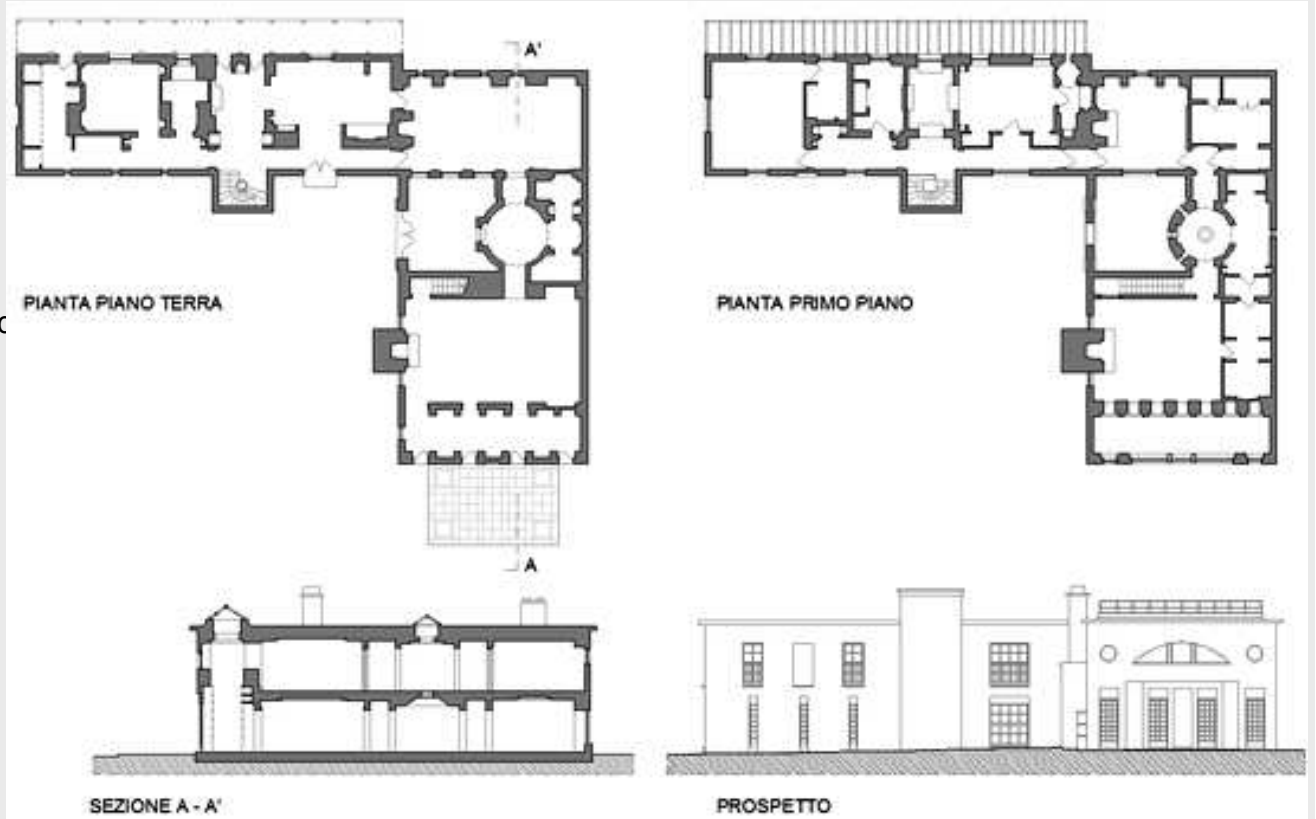 A'
PIANTA PIANO TERRA
PIANTA PRIMO PIANO
A
SEZIONE A - A'
PROSPETTO